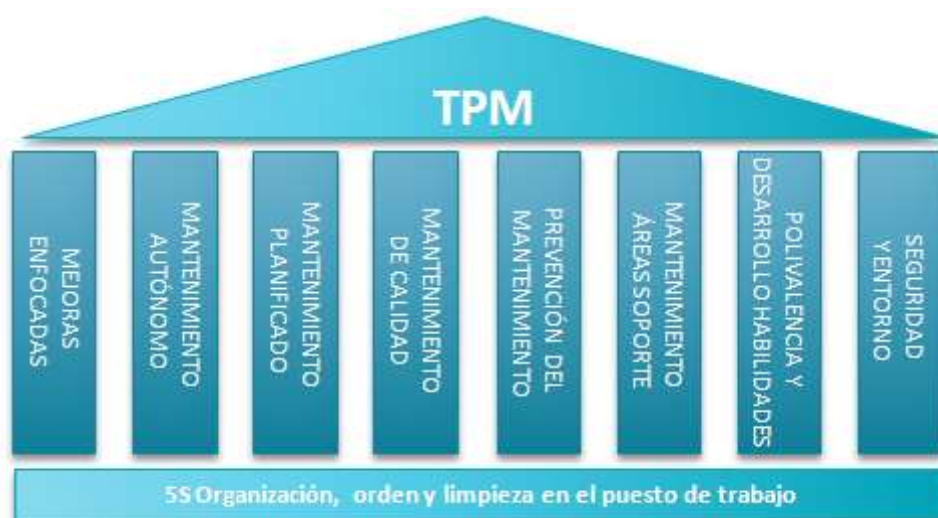 TPM
MEJORAS
ENFOCADAS
MANTENIMIENTO
AUTÓNOMO
MANTENIMIENTO
PLANIFICADO
MANTENIMIENTO
DE CALIDAD
PREVENCIÓN DEL
MANTENIMIENTO
MANTENIMIENTO
ÁREAS SOPORTE
POLIVALENCIA Y
DESARROLLO HABILIDADES
SEGURIDAD
Y ENTORNO
5S Organización, orden y limpieza en el puesto de trabajo